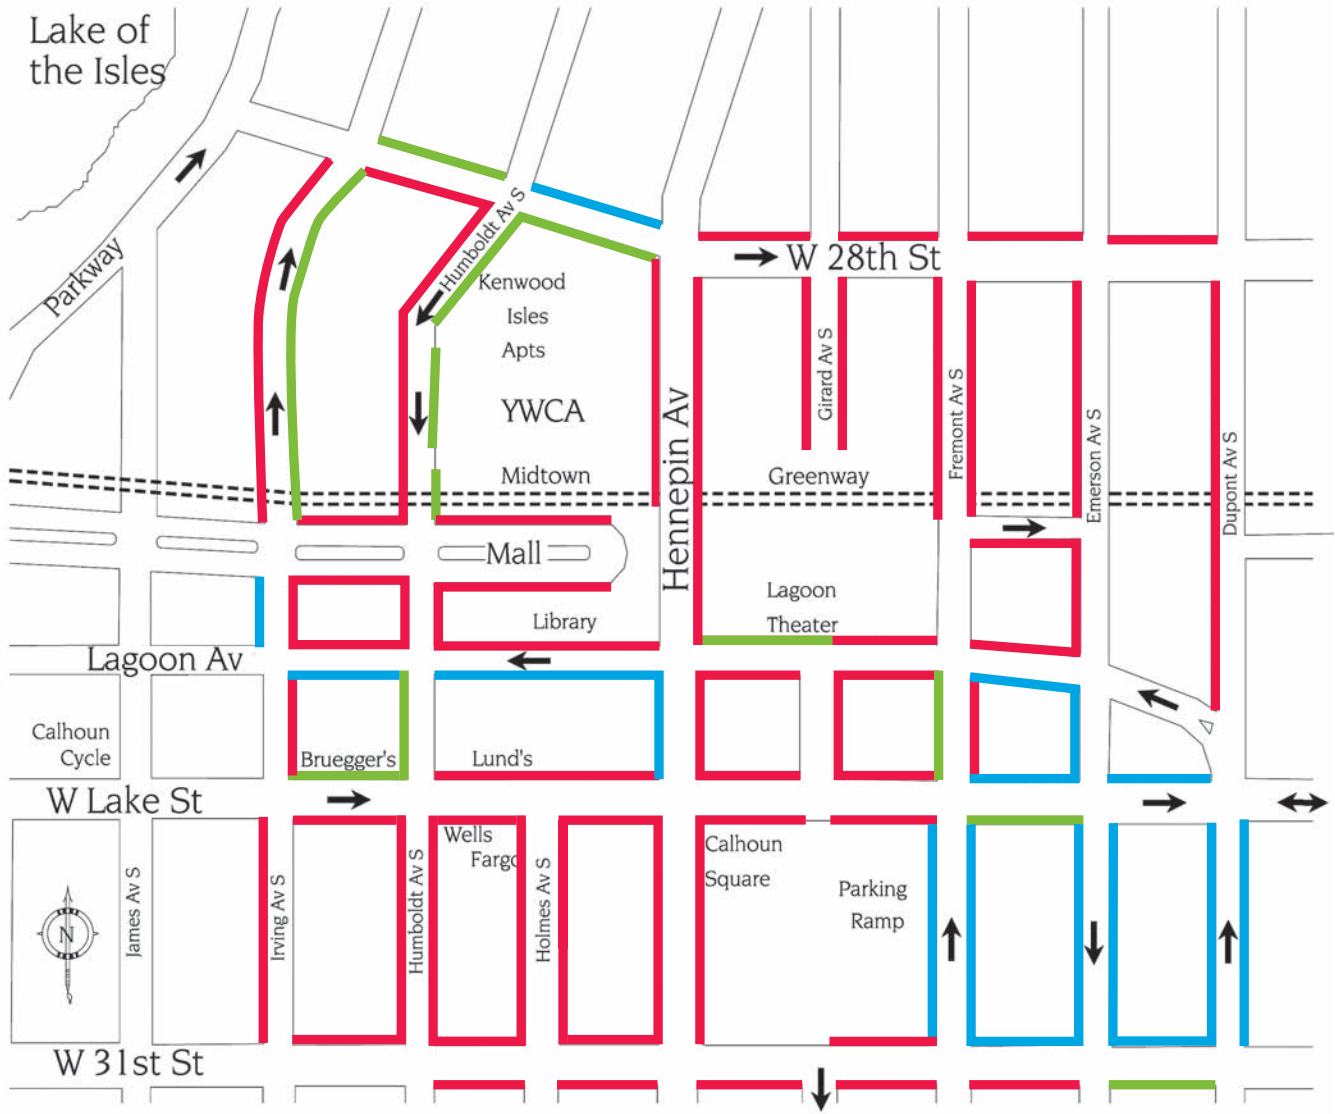 Lake of
the Isles
Parkway
Humboldt Av S
W 28th St
Kenwood
Isles
Apts
YWCA
Midtown
Greenway
Hennepin Av
Girard Av S
Fremont Av S
Emerson Av S
Dupont Av S
Mall
Library
Lagoon
Theater
Lagoon Av
Calhoun
Cycle
Bruegger's
Lund's
W Lake St
Wells
Fargo
Calhoun
Square
Parking
Ramp
James Av S
Irving Av S
Humboldt Av S
Holmes Av S
N
W 31st St